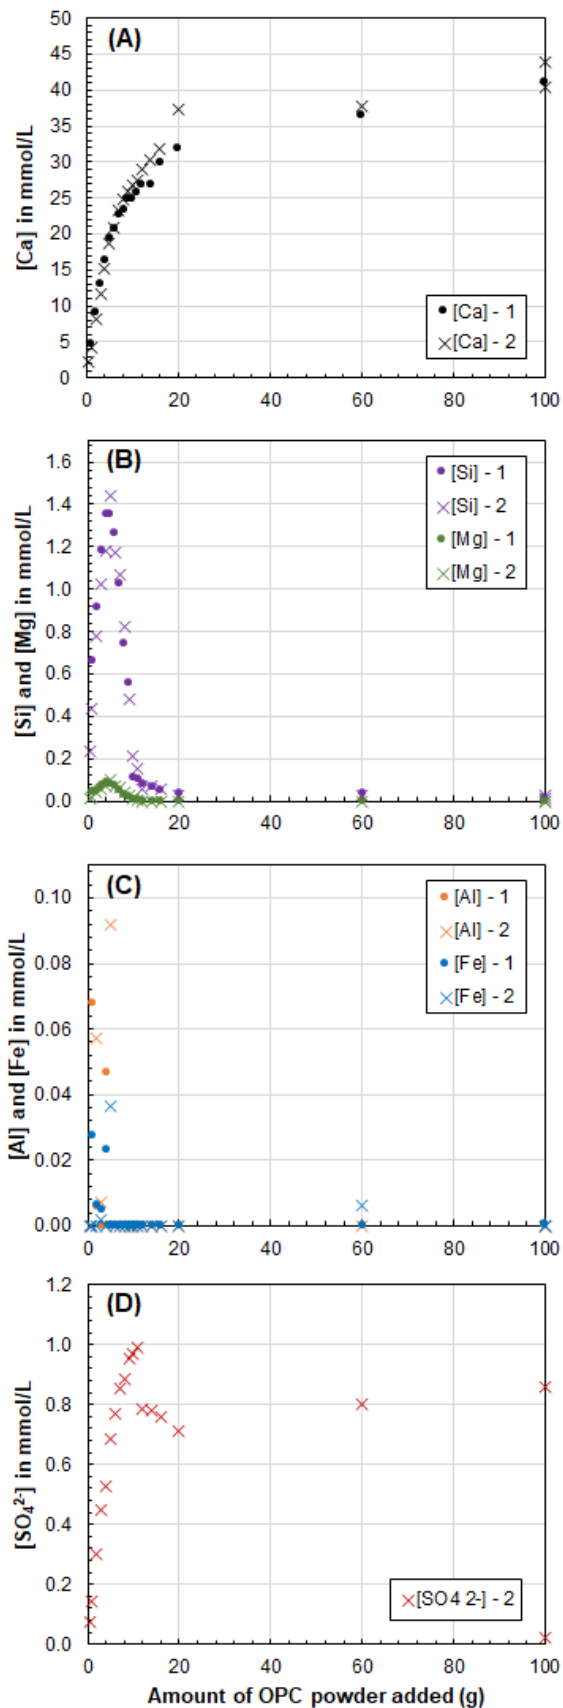 (A)
[Ca] in mmol/L
50
45
40
35
30
25
20
15
10
5
0
[Ca] - 1
[Ca] - 2
0 20 40 60 80 100
(B)
[Si] and [Mg] in mmol/L
1.6
1.4
1.2
1.0
0.8
0.6
0.4
0.2
0.0
[Si] - 1
[Si] - 2
[Mg] - 1
[Mg] - 2
0 20 40 60 80 100
(C)
[Al] and [Fe] in mmol/L
0.10
0.08
0.06
0.04
0.02
0.00
[Al] - 1
[Al] - 2
[Fe] - 1
[Fe] - 2
0 20 40 60 80 100
(D)
[SO₄²⁻] in mmol/L
1.2
1.0
0.8
0.6
0.4
0.2
0.0
[SO4 2-] - 2
0 20 40 60 80 100
Amount of OPC powder added (g)